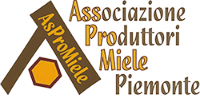 AsProMiele
Associazione
Produttori
Miele
Piemonte